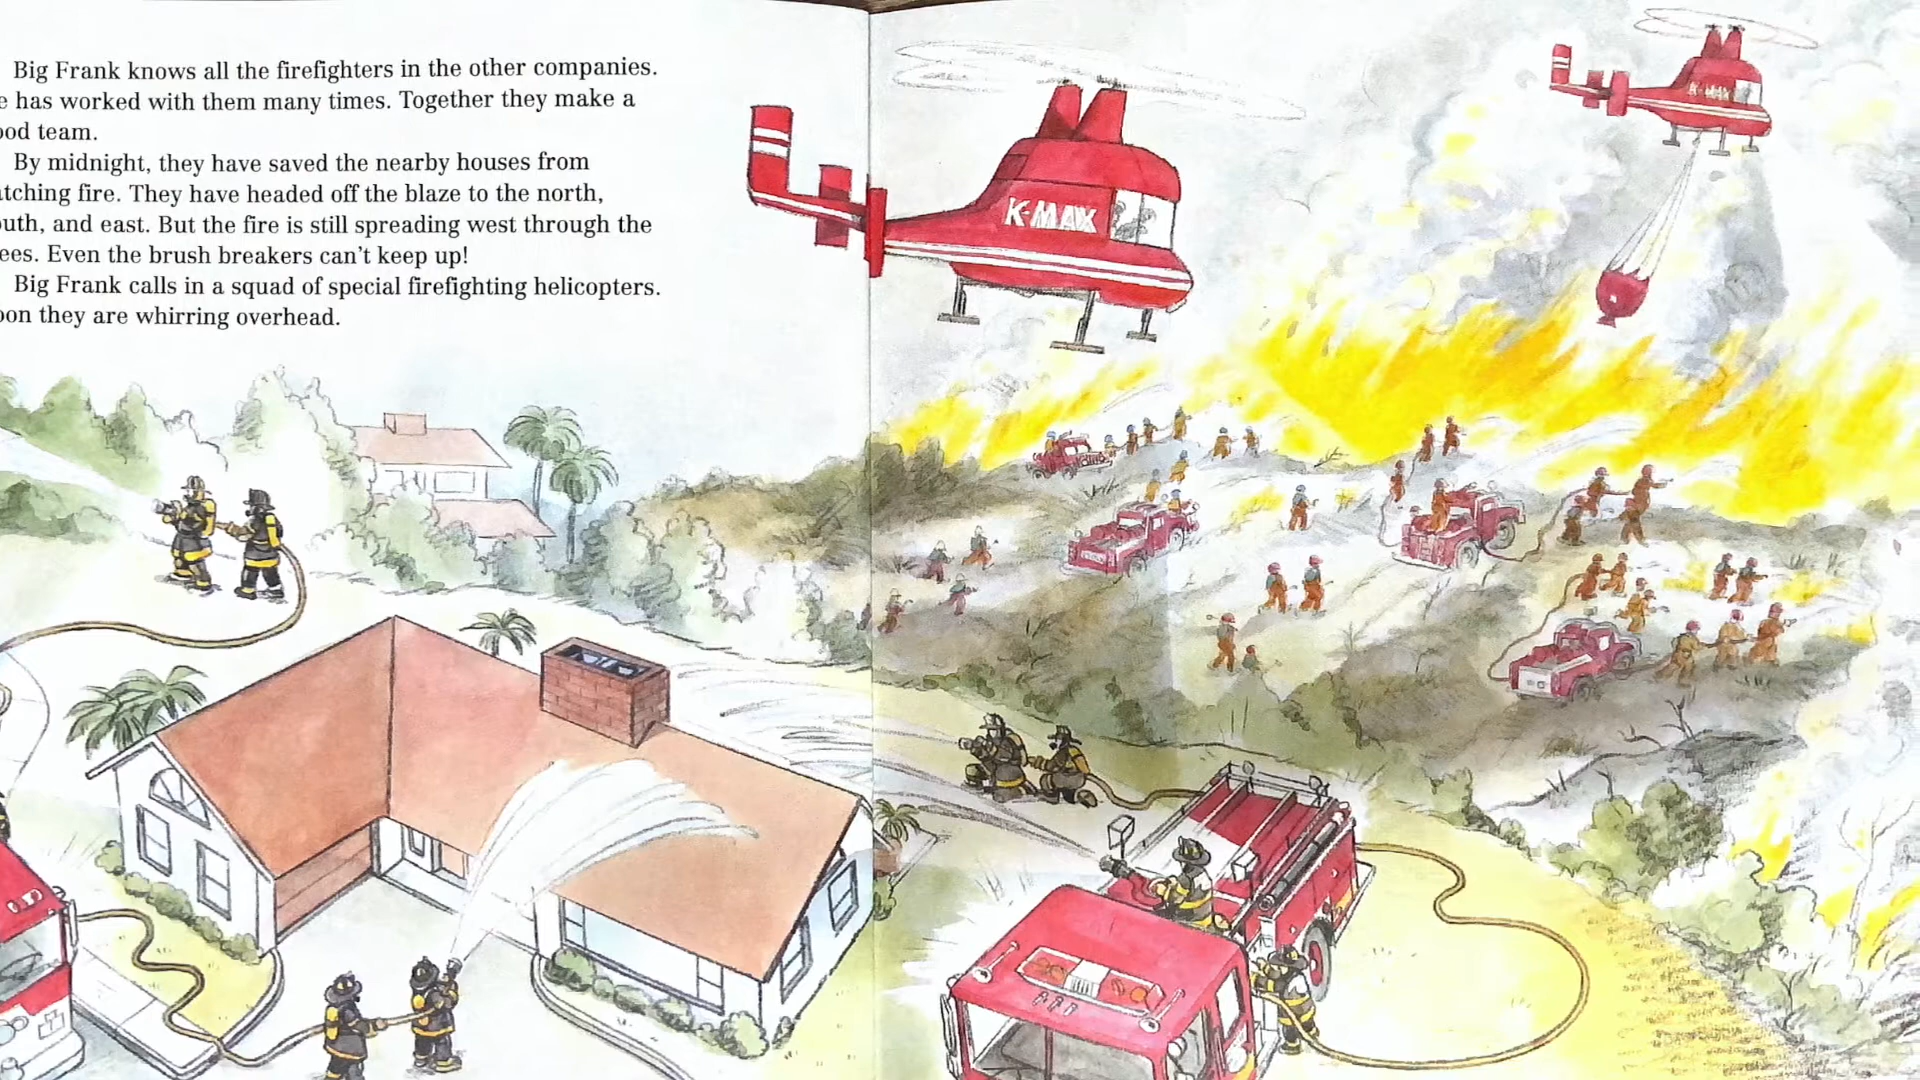 Big Frank knows all the firefighters in the other companies.
e has worked with them many times. Together they make a
ood team.
By midnight, they have saved the nearby houses from
tching fire. They have headed off the blaze to the north,
uth, and east. But the fire is still spreading west through the
ees. Even the brush breakers can't keep up!
Big Frank calls in a squad of special firefighting helicopters.
oon they are whirring overhead.
K-MAX
K-MAX